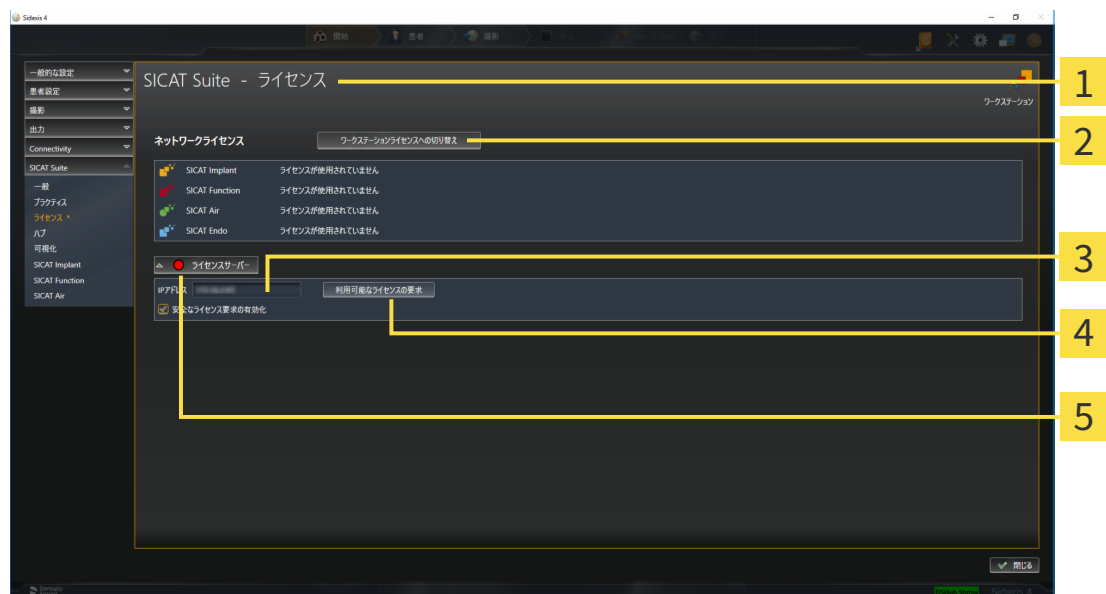 Sidexis 4
開始
患者
撮影
一般的な設定
患者設定
撮影
出力
Connectivity
SICAT Suite
一般
プラクティス
ライセンス *
ハブ
可視化
SICAT Implant
SICAT Function
SICAT Air
SICAT Suite - ライセンス
ワークステーション
ネットワークライセンス
ワークステーションライセンスへの切り替え
SICAT Implant ライセンスが使用されていません
SICAT Function ライセンスが使用されていません
SICAT Air ライセンスが使用されていません
SICAT Endo ライセンスが使用されていません
ライセンスサーバー
IPアドレス
利用可能なライセンスの要求
安全なライセンス要求の有効化
閉じる
Sidexis 4
1
2
3
4
5